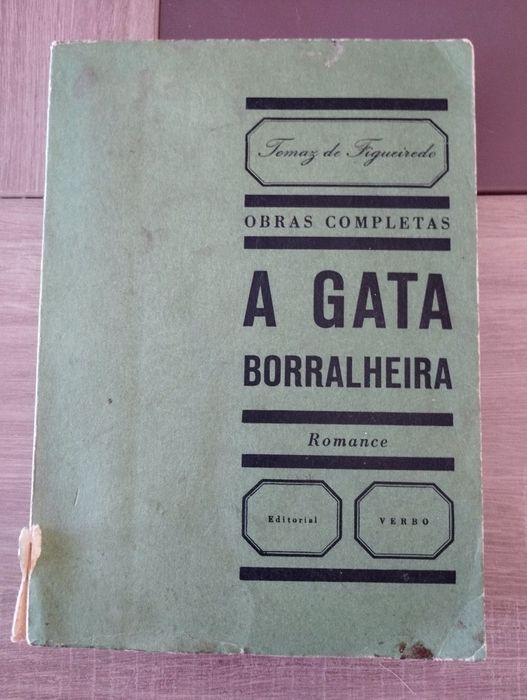 Tomaz de Figueiredo
OBRAS COMPLETAS
A GATA
BORRALHEIRA
Romance
Editorial VERBO